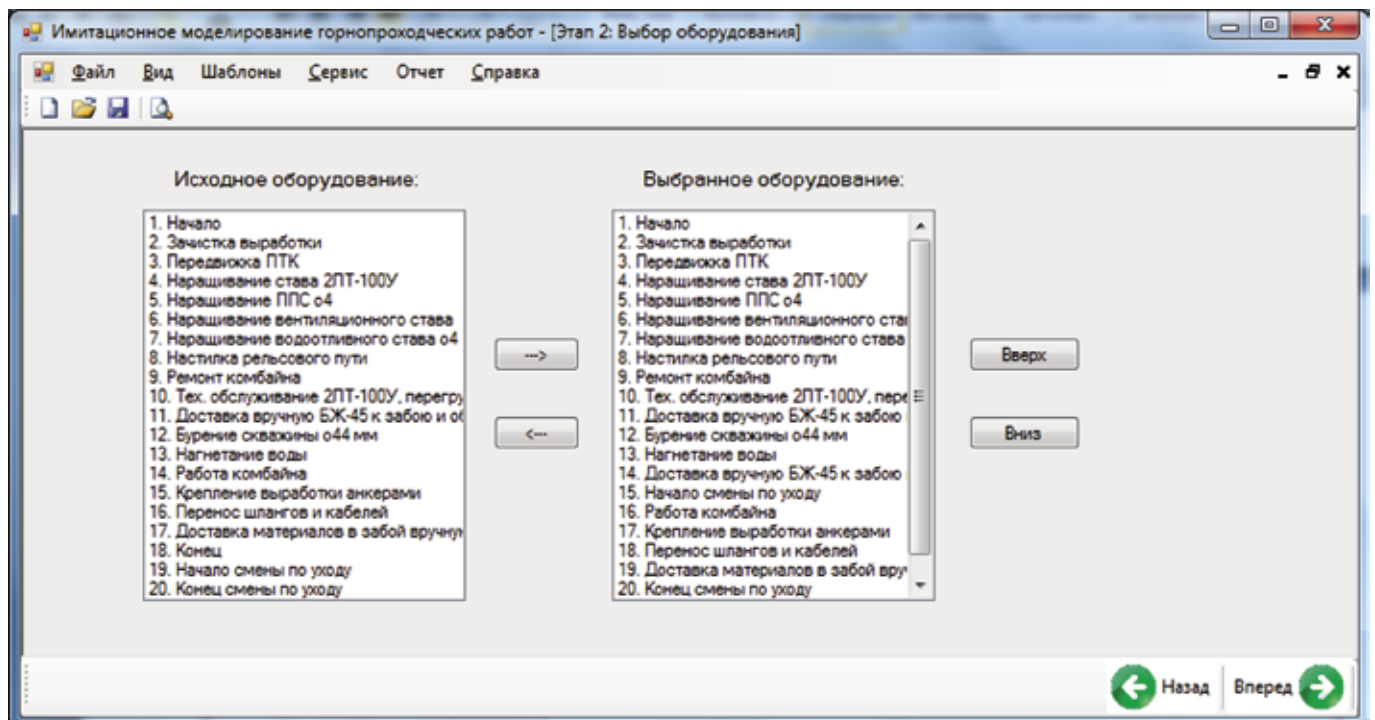 Имитационное моделирование горнопроходческих работ - [Этап 2: Выбор оборудования]
Файл Вид Шаблоны Сервис Отчет Справка
Исходное оборудование:
1. Начало
2. Зачистка выработки
3. Передвижка ПТК
4. Наращивание става 2ПТ-100У
5. Наращивание ППС о4
6. Наращивание вентиляционного става
7. Наращивание водоотливного става о4
8. Настилка рельсового пути
9. Ремонт комбайна
10. Тех. обслуживание 2ПТ-100У, перегру
11. Доставка вручную БЖ-45 к забою и об
12. Бурение скважины о44 мм
13. Нагнетание воды
14. Работа комбайна
15. Крепление выработки анкерами
16. Перенос шлангов и кабелей
17. Доставка материалов в забой вручную
18. Конец
19. Начало смены по уходу
20. Конец смены по уходу
--->
<---
Выбранное оборудование:
1. Начало
2. Зачистка выработки
3. Передвижка ПТК
4. Наращивание става 2ПТ-100У
5. Наращивание ППС о4
6. Наращивание вентиляционного став
7. Наращивание водоотливного става
8. Настилка рельсового пути
9. Ремонт комбайна
10. Тех. обслуживание 2ПТ-100У, пере
11. Доставка вручную БЖ-45 к забою
12. Бурение скважины о44 мм
13. Нагнетание воды
14. Доставка вручную БЖ-45 к забою
15. Начало смены по уходу
16. Работа комбайна
17. Крепление выработки анкерами
18. Перенос шлангов и кабелей
19. Доставка материалов в забой вру
20. Конец смены по уходу
Вверх
Вниз
Назад Вперед